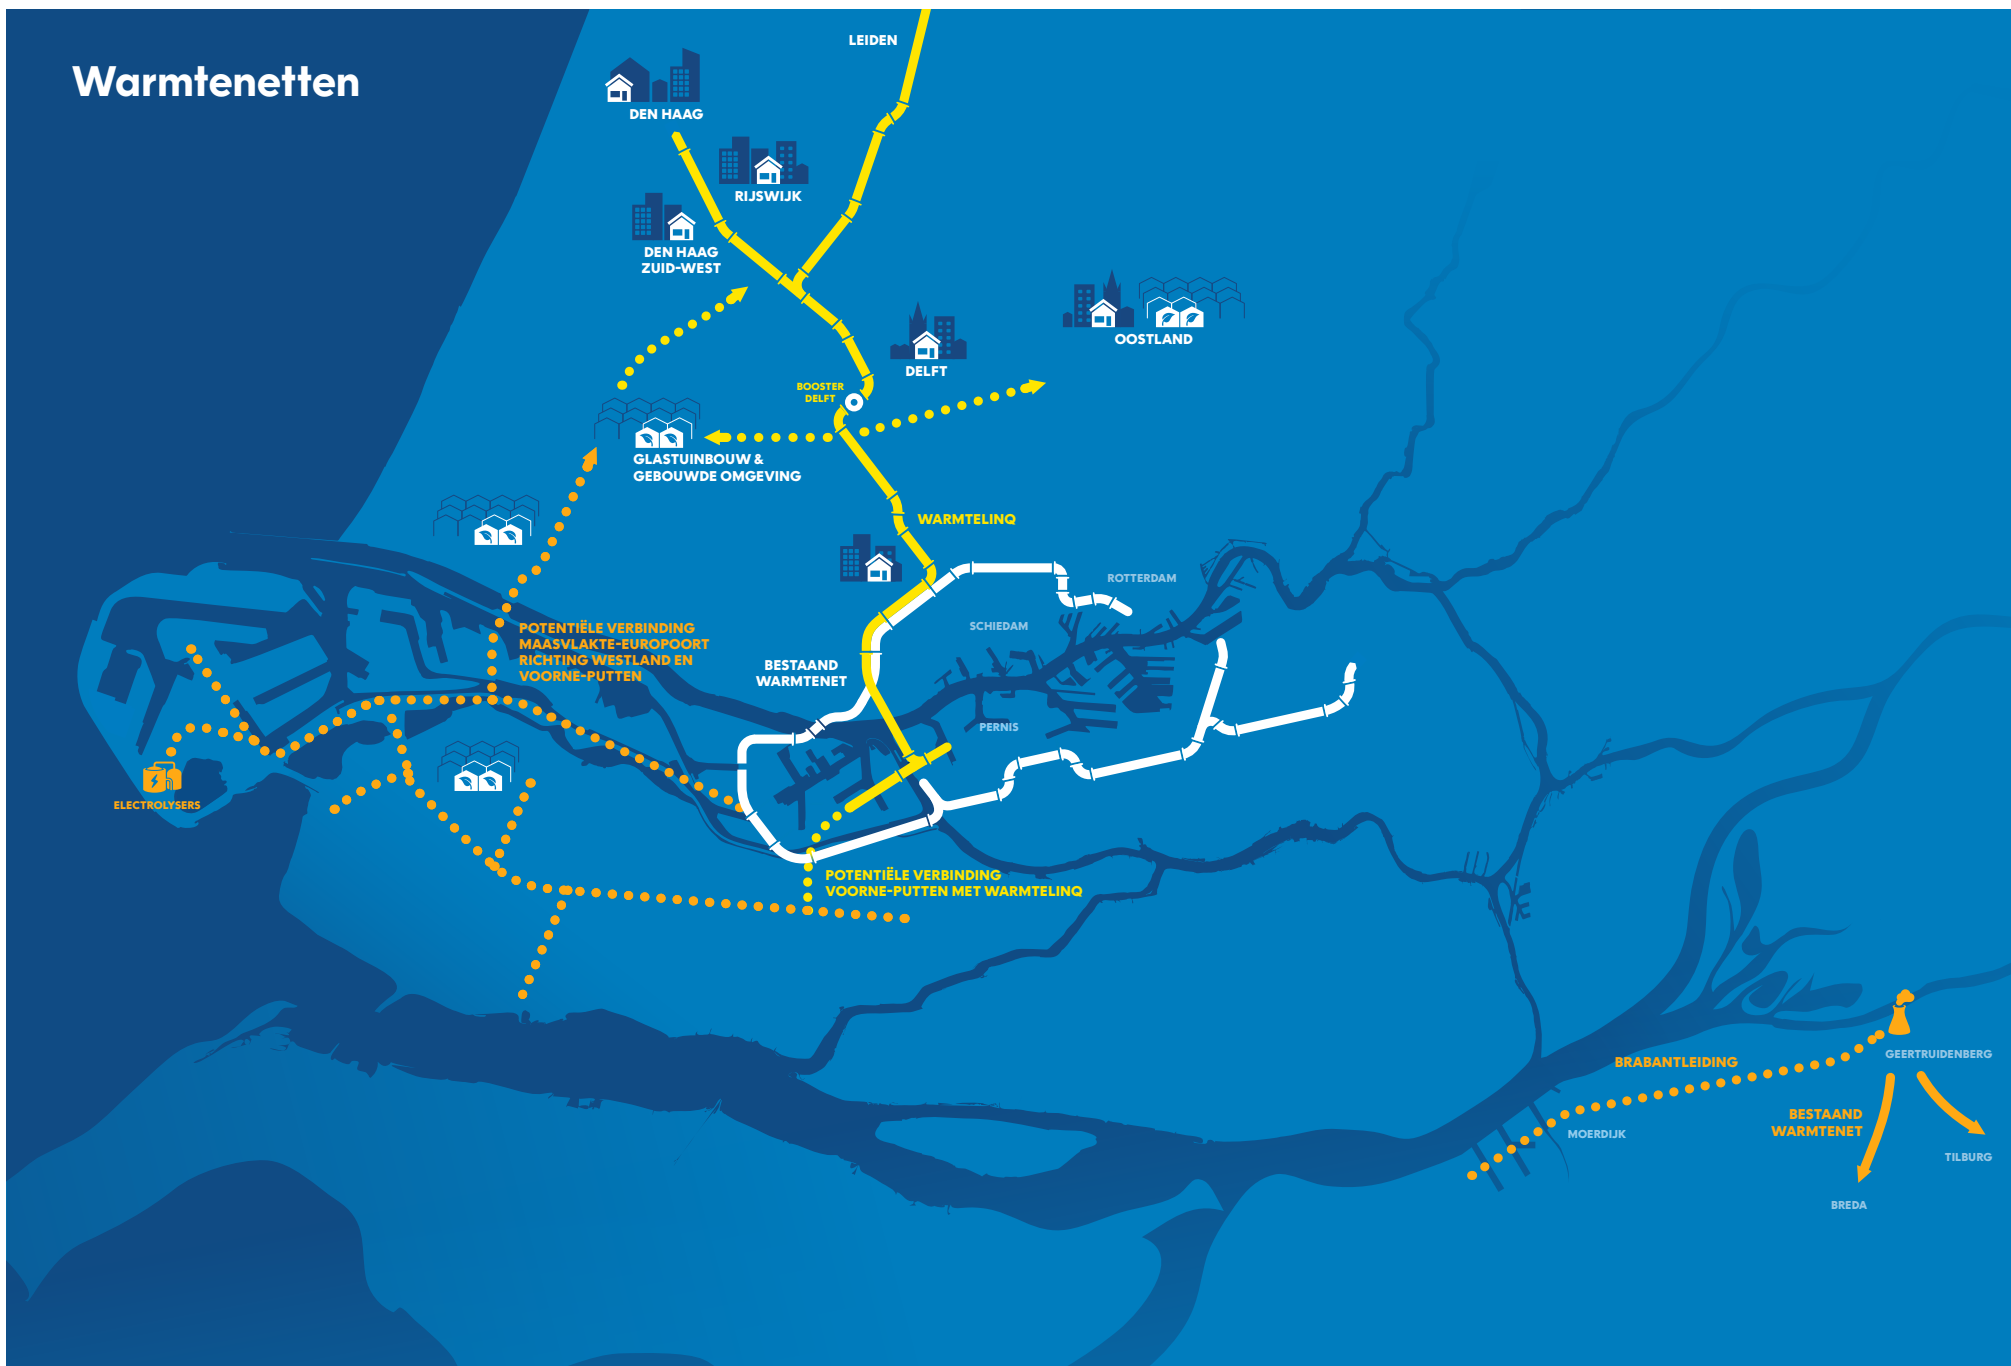 Warmtenetten
LEIDEN
DEN HAAG
RIJSWIJK
DEN HAAG
ZUID-WEST
OOSTLAND
DELFT
BOOSTER
DELFT
GLASTUINBOUW &
GEBOUWDE OMGEVING
WARMTELINQ
ROTTERDAM
SCHIEDAM
POTENTIËLE VERBINDING
MAASVLAKTE-EUROPOORT
RICHTING WESTLAND EN
VOORNE-PUTTEN
BESTAAND
WARMTENET
PERNIS
ELECTROLYSERS
POTENTIËLE VERBINDING
VOORNE-PUTTEN MET WARMTELINQ
GEERTRUIDENBERG
BRABANTLEIDING
BESTAAND
WARMTENET
MOERDIJK
TILBURG
BREDA